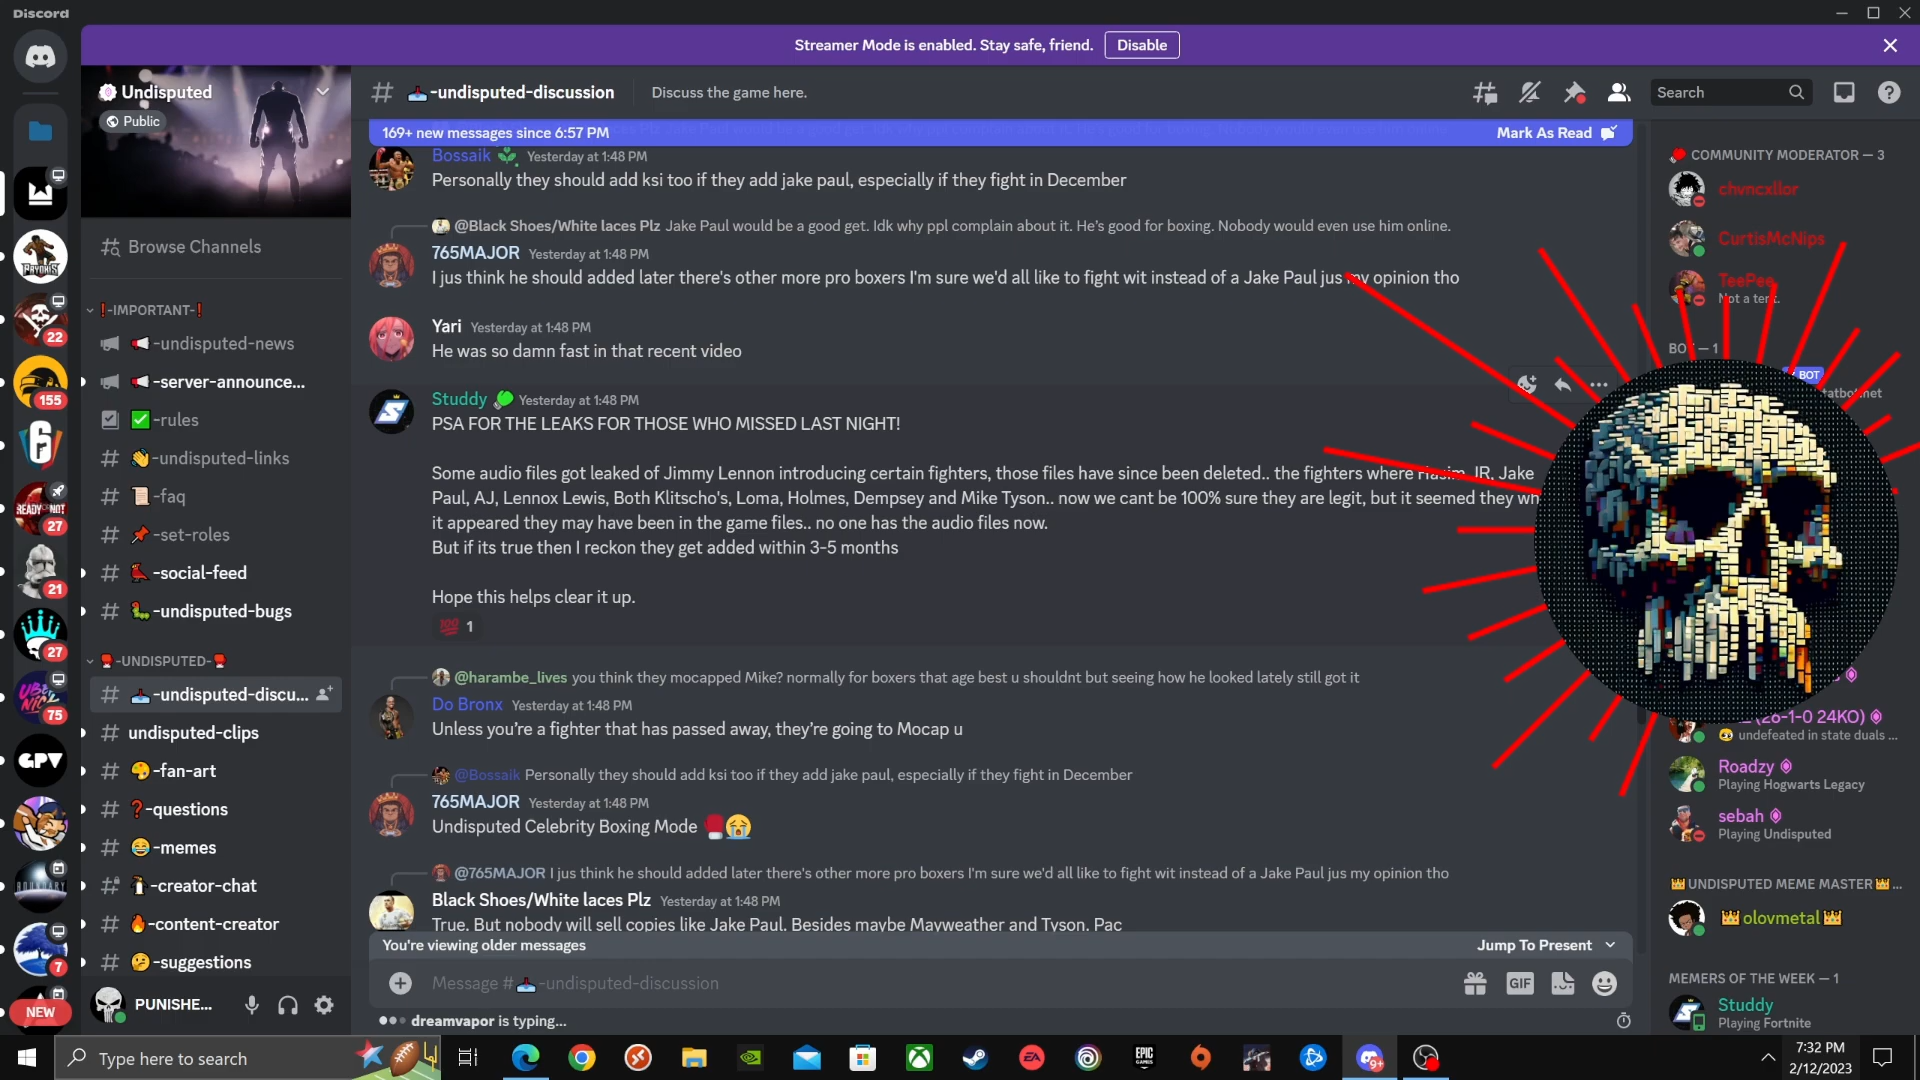 Discord
Streamer Mode is enabled. Stay safe, friend. Disable
Undisputed
Public
Browse Channels
-IMPORTANT-
-undisputed-news
-server-announce...
-rules
-undisputed-links
-faq
-set-roles
-social-feed
-undisputed-bugs
-UNDISPUTED-
-undisputed-discu...
undisputed-clips
-fan-art
-questions
-memes
-creator-chat
-content-creator
-suggestions
22
155
27
21
27
75
GPV
7
NEW
PUNISHE...
-undisputed-discussion
Discuss the game here.
Search
169+ new messages since 6:57 PM
Mark As Read
Bossaik Yesterday at 1:48 PM
Personally they should add ksi too if they add jake paul, especially if they fight in December
@Black Shoes/White laces Plz Jake Paul would be a good get. Idk why ppl complain about it. He's good for boxing. Nobody would even use him online.
765MAJOR Yesterday at 1:48 PM
I jus think he should added later there's other more pro boxers I'm sure we'd all like to fight wit instead of a Jake Paul jus my opinion tho
Yari Yesterday at 1:48 PM
He was so damn fast in that recent video
Studdy Yesterday at 1:48 PM
PSA FOR THE LEAKS FOR THOSE WHO MISSED LAST NIGHT!
Some audio files got leaked of Jimmy Lennon introducing certain fighters, those files have since been deleted.. the fighters where Hasim, JR, Jake
Paul, AJ, Lennox Lewis, Both Klitscho's, Loma, Holmes, Dempsey and Mike Tyson.. now we cant be 100% sure they are legit, but it seemed they
it appeared they may have been in the game files.. no one has the audio files now.
But if its true then I reckon they get added within 3-5 months
Hope this helps clear it up.
1
@harambe_lives you think they mocapped Mike? normally for boxers that age best u shouldnt but seeing how he looked lately still got it
Do Bronx Yesterday at 1:48 PM
Unless you're a fighter that has passed away, they're going to Mocap u
@Bossaik Personally they should add ksi too if they add jake paul, especially if they fight in December
765MAJOR Yesterday at 1:48 PM
Undisputed Celebrity Boxing Mode
@765MAJOR I jus think he should added later there's other more pro boxers I'm sure we'd all like to fight wit instead of a Jake Paul jus my opinion tho
Black Shoes/White laces Plz Yesterday at 1:48 PM
True. But nobody will sell copies like Jake Paul. Besides maybe Mayweather and Tyson. Pac
You're viewing older messages
Jump To Present
Message # -undisputed-discussion
GIF
dreamvapor is typing...
COMMUNITY MODERATOR — 3
chvncxllor
CurtisMcNips
TeePee
Not a
BOT — 1
BOT
(26-1-0 24KO)
undefeated in state duals ...
Roadzy
Playing Hogwarts Legacy
sebah
Playing Undisputed
UNDISPUTED MEME MASTER ...
olovmetal
MEMERS OF THE WEEK — 1
Studdy
Playing Fortnite
Type here to search
EA
EPIC
GAMES
9+
7:32 PM
2/12/2023